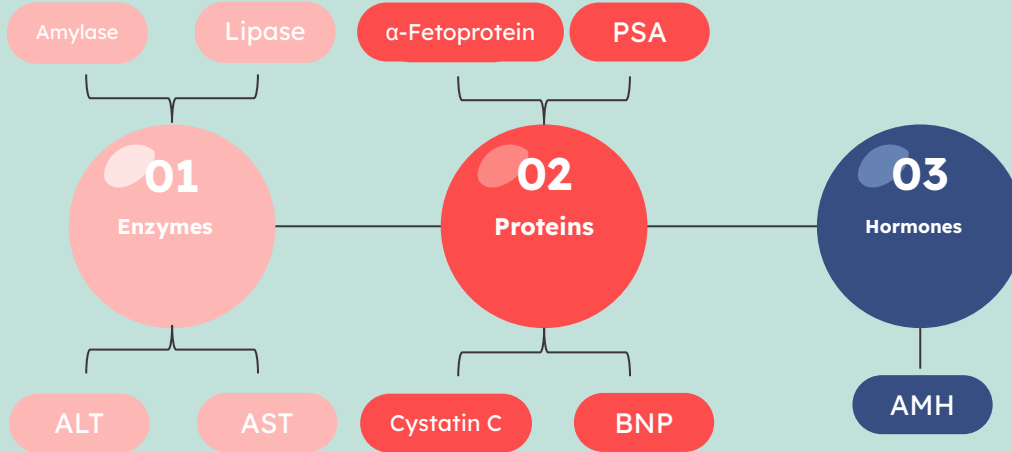 Amylase
Lipase
α-Fetoprotein
PSA
01
Enzymes
02
Proteins
03
Hormones
ALT
AST
Cystatin C
BNP
AMH